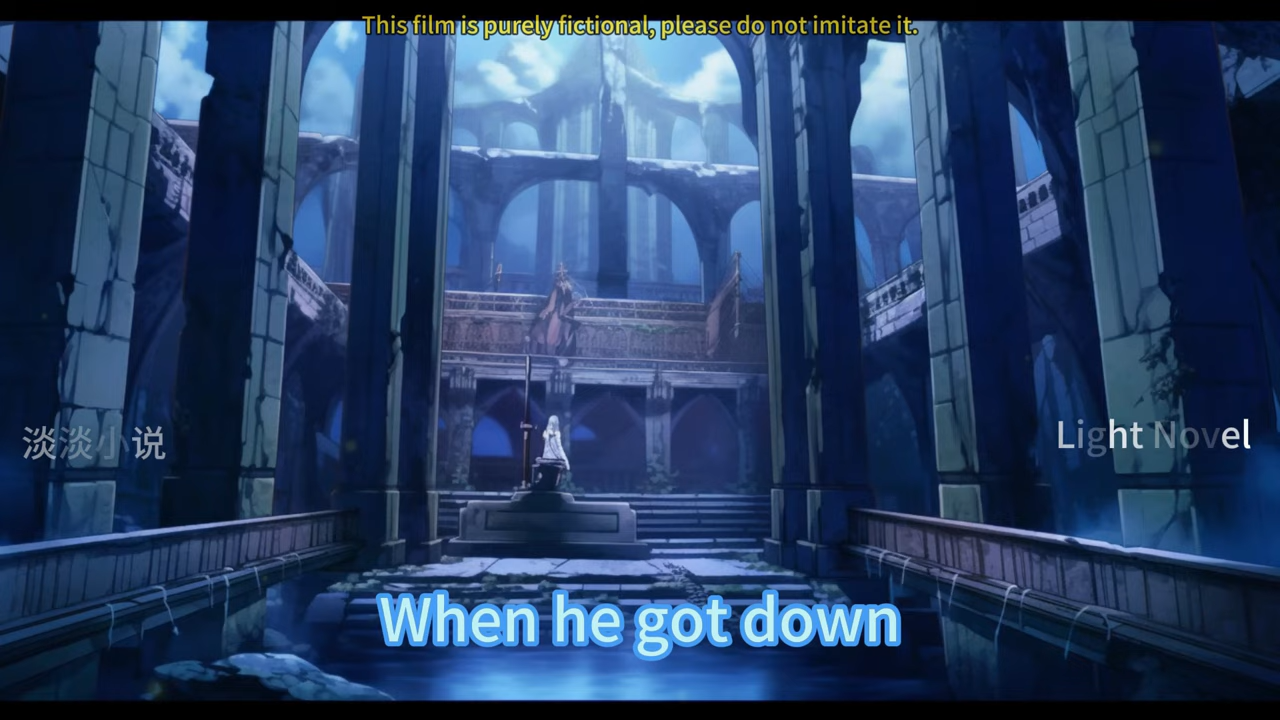 This film is purely fictional, please do not imitate it.
淡淡小说
Light Novel
When he got down